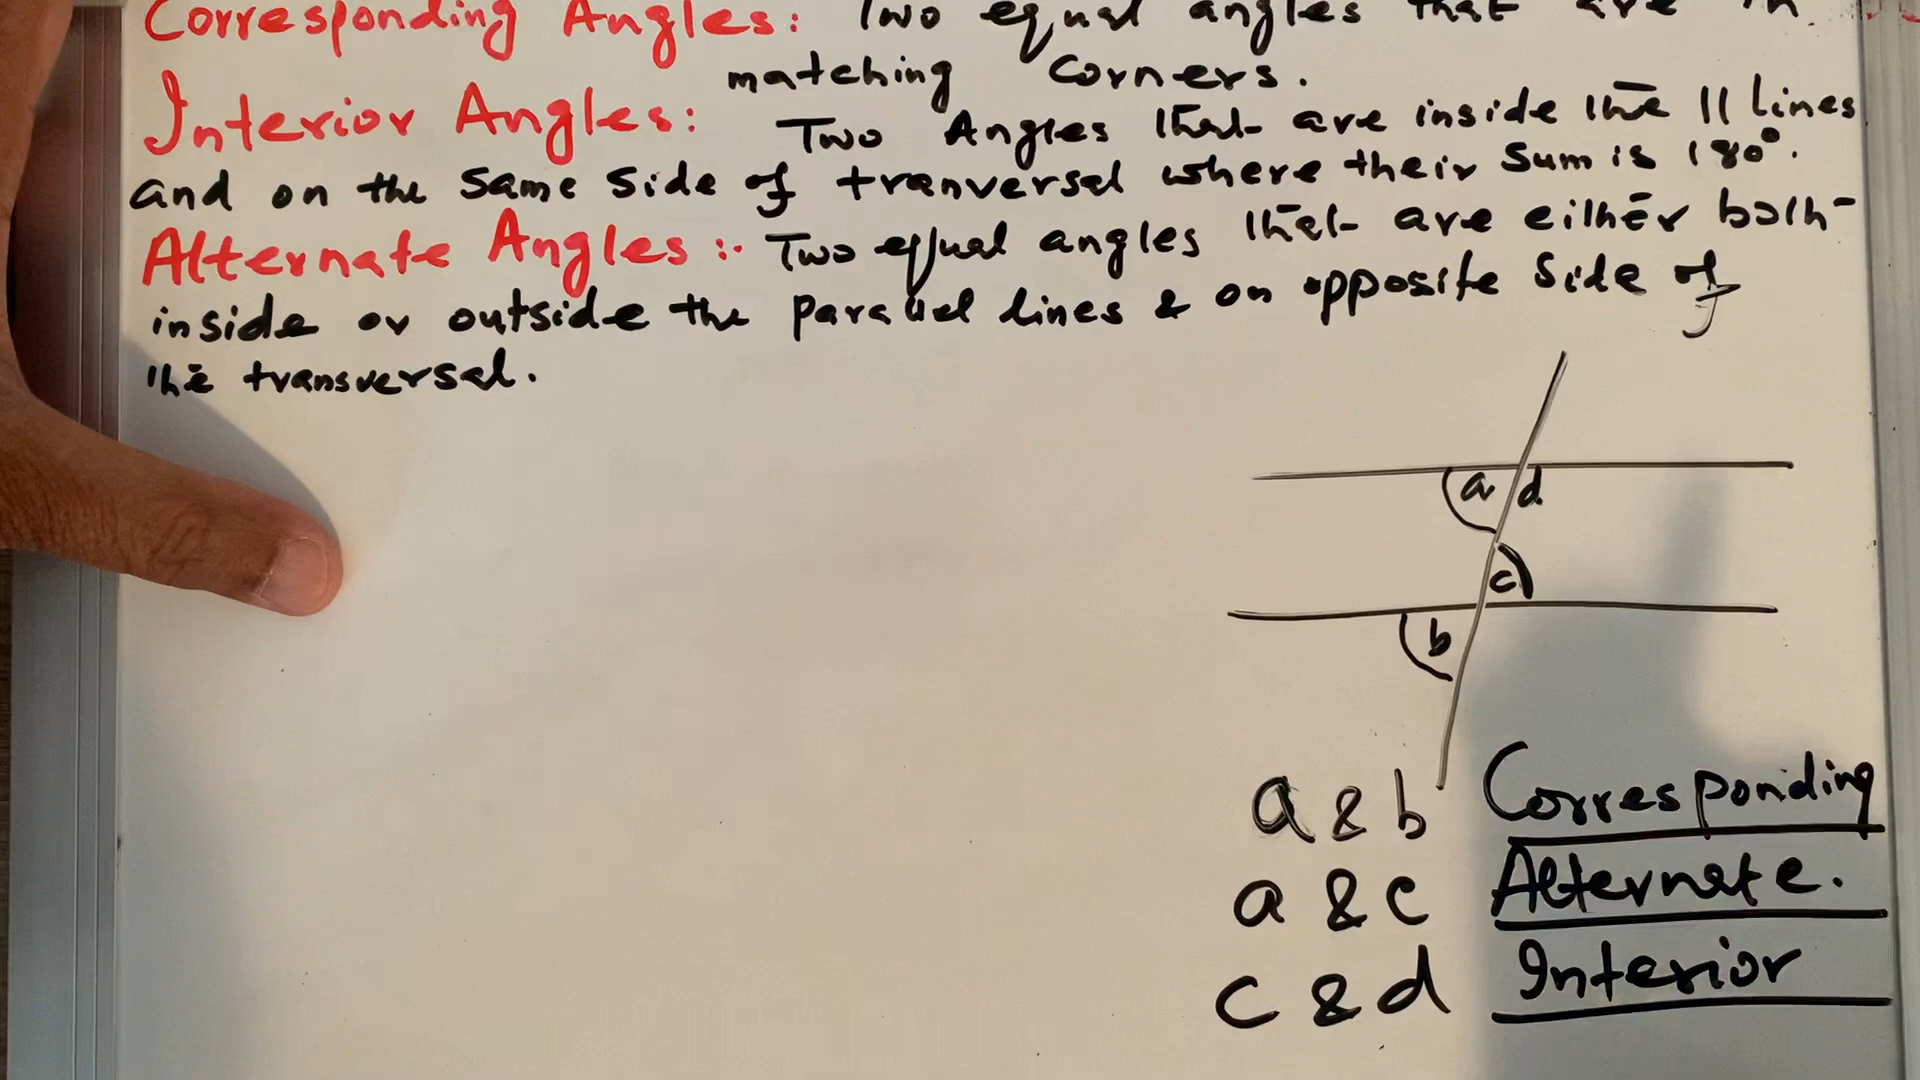 Corresponding Angles: Two equal angles that are in
matching Corners.
Interior Angles: Two Angles that are inside the || Lines
and on the same side of tranversal where their Sum is 180°.
Alternate Angles :- Two equal angles that are either both
inside or outside the parallel lines & on opposite side of
the transversal.
a d
c
b
a & b Corresponding
a & c Alternate.
c & d Interior